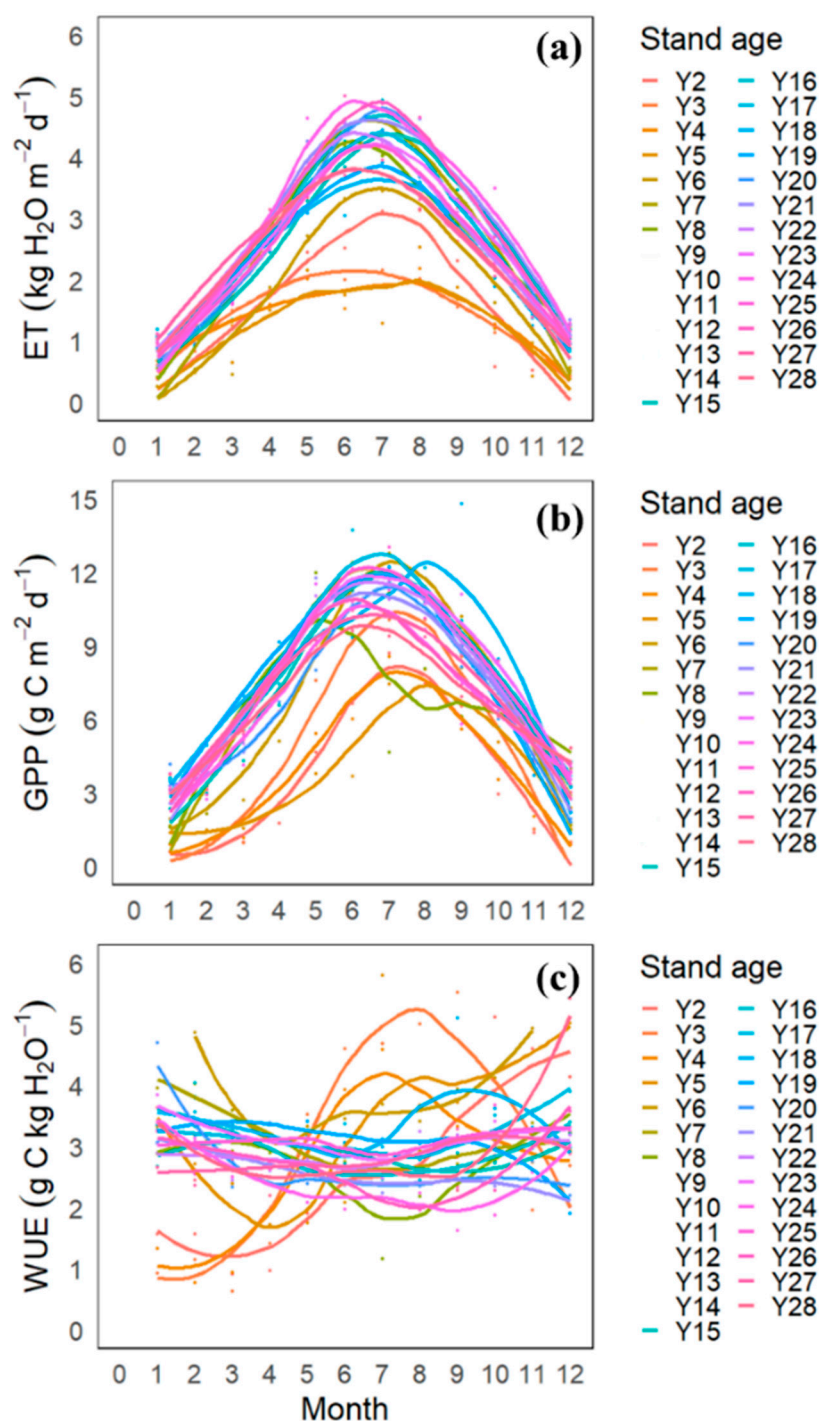 (a)
ET (kg H₂O m⁻² d⁻¹)
6
5
4
3
2
1
0
0 1 2 3 4 5 6 7 8 9 10 11 12
Stand age
Y2 Y16
Y3 Y17
Y4 Y18
Y5 Y19
Y6 Y20
Y7 Y21
Y8 Y22
Y9 Y23
Y10 Y24
Y11 Y25
Y12 Y26
Y13 Y27
Y14 Y28
Y15
(b)
GPP (g C m⁻² d⁻¹)
15
12
9
6
3
0
0 1 2 3 4 5 6 7 8 9 10 11 12
Stand age
Y2 Y16
Y3 Y17
Y4 Y18
Y5 Y19
Y6 Y20
Y7 Y21
Y8 Y22
Y9 Y23
Y10 Y24
Y11 Y25
Y12 Y26
Y13 Y27
Y14 Y28
Y15
(c)
WUE (g C kg H₂O⁻¹)
6
5
4
3
2
1
0
0 1 2 3 4 5 6 7 8 9 10 11 12
Month
Stand age
Y2 Y16
Y3 Y17
Y4 Y18
Y5 Y19
Y6 Y20
Y7 Y21
Y8 Y22
Y9 Y23
Y10 Y24
Y11 Y25
Y12 Y26
Y13 Y27
Y14 Y28
Y15